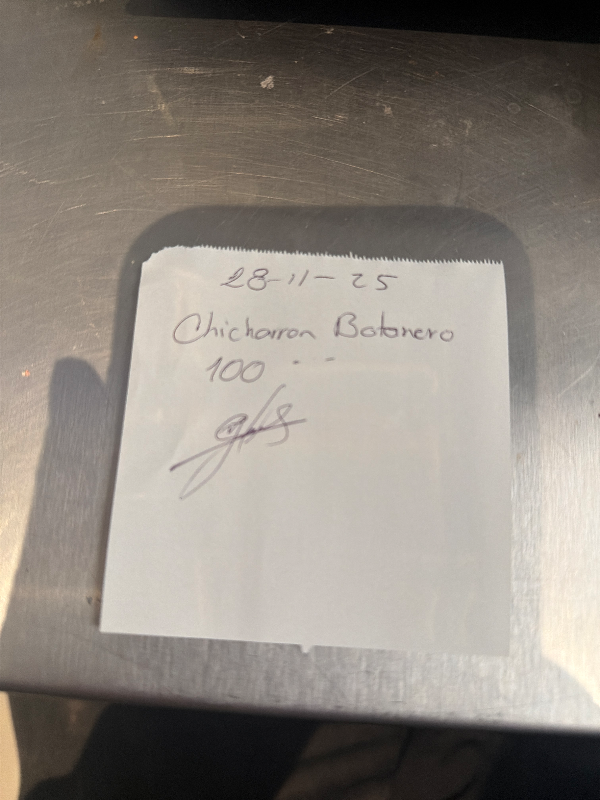 28-11-25
Chicharron Botanero
100 - -